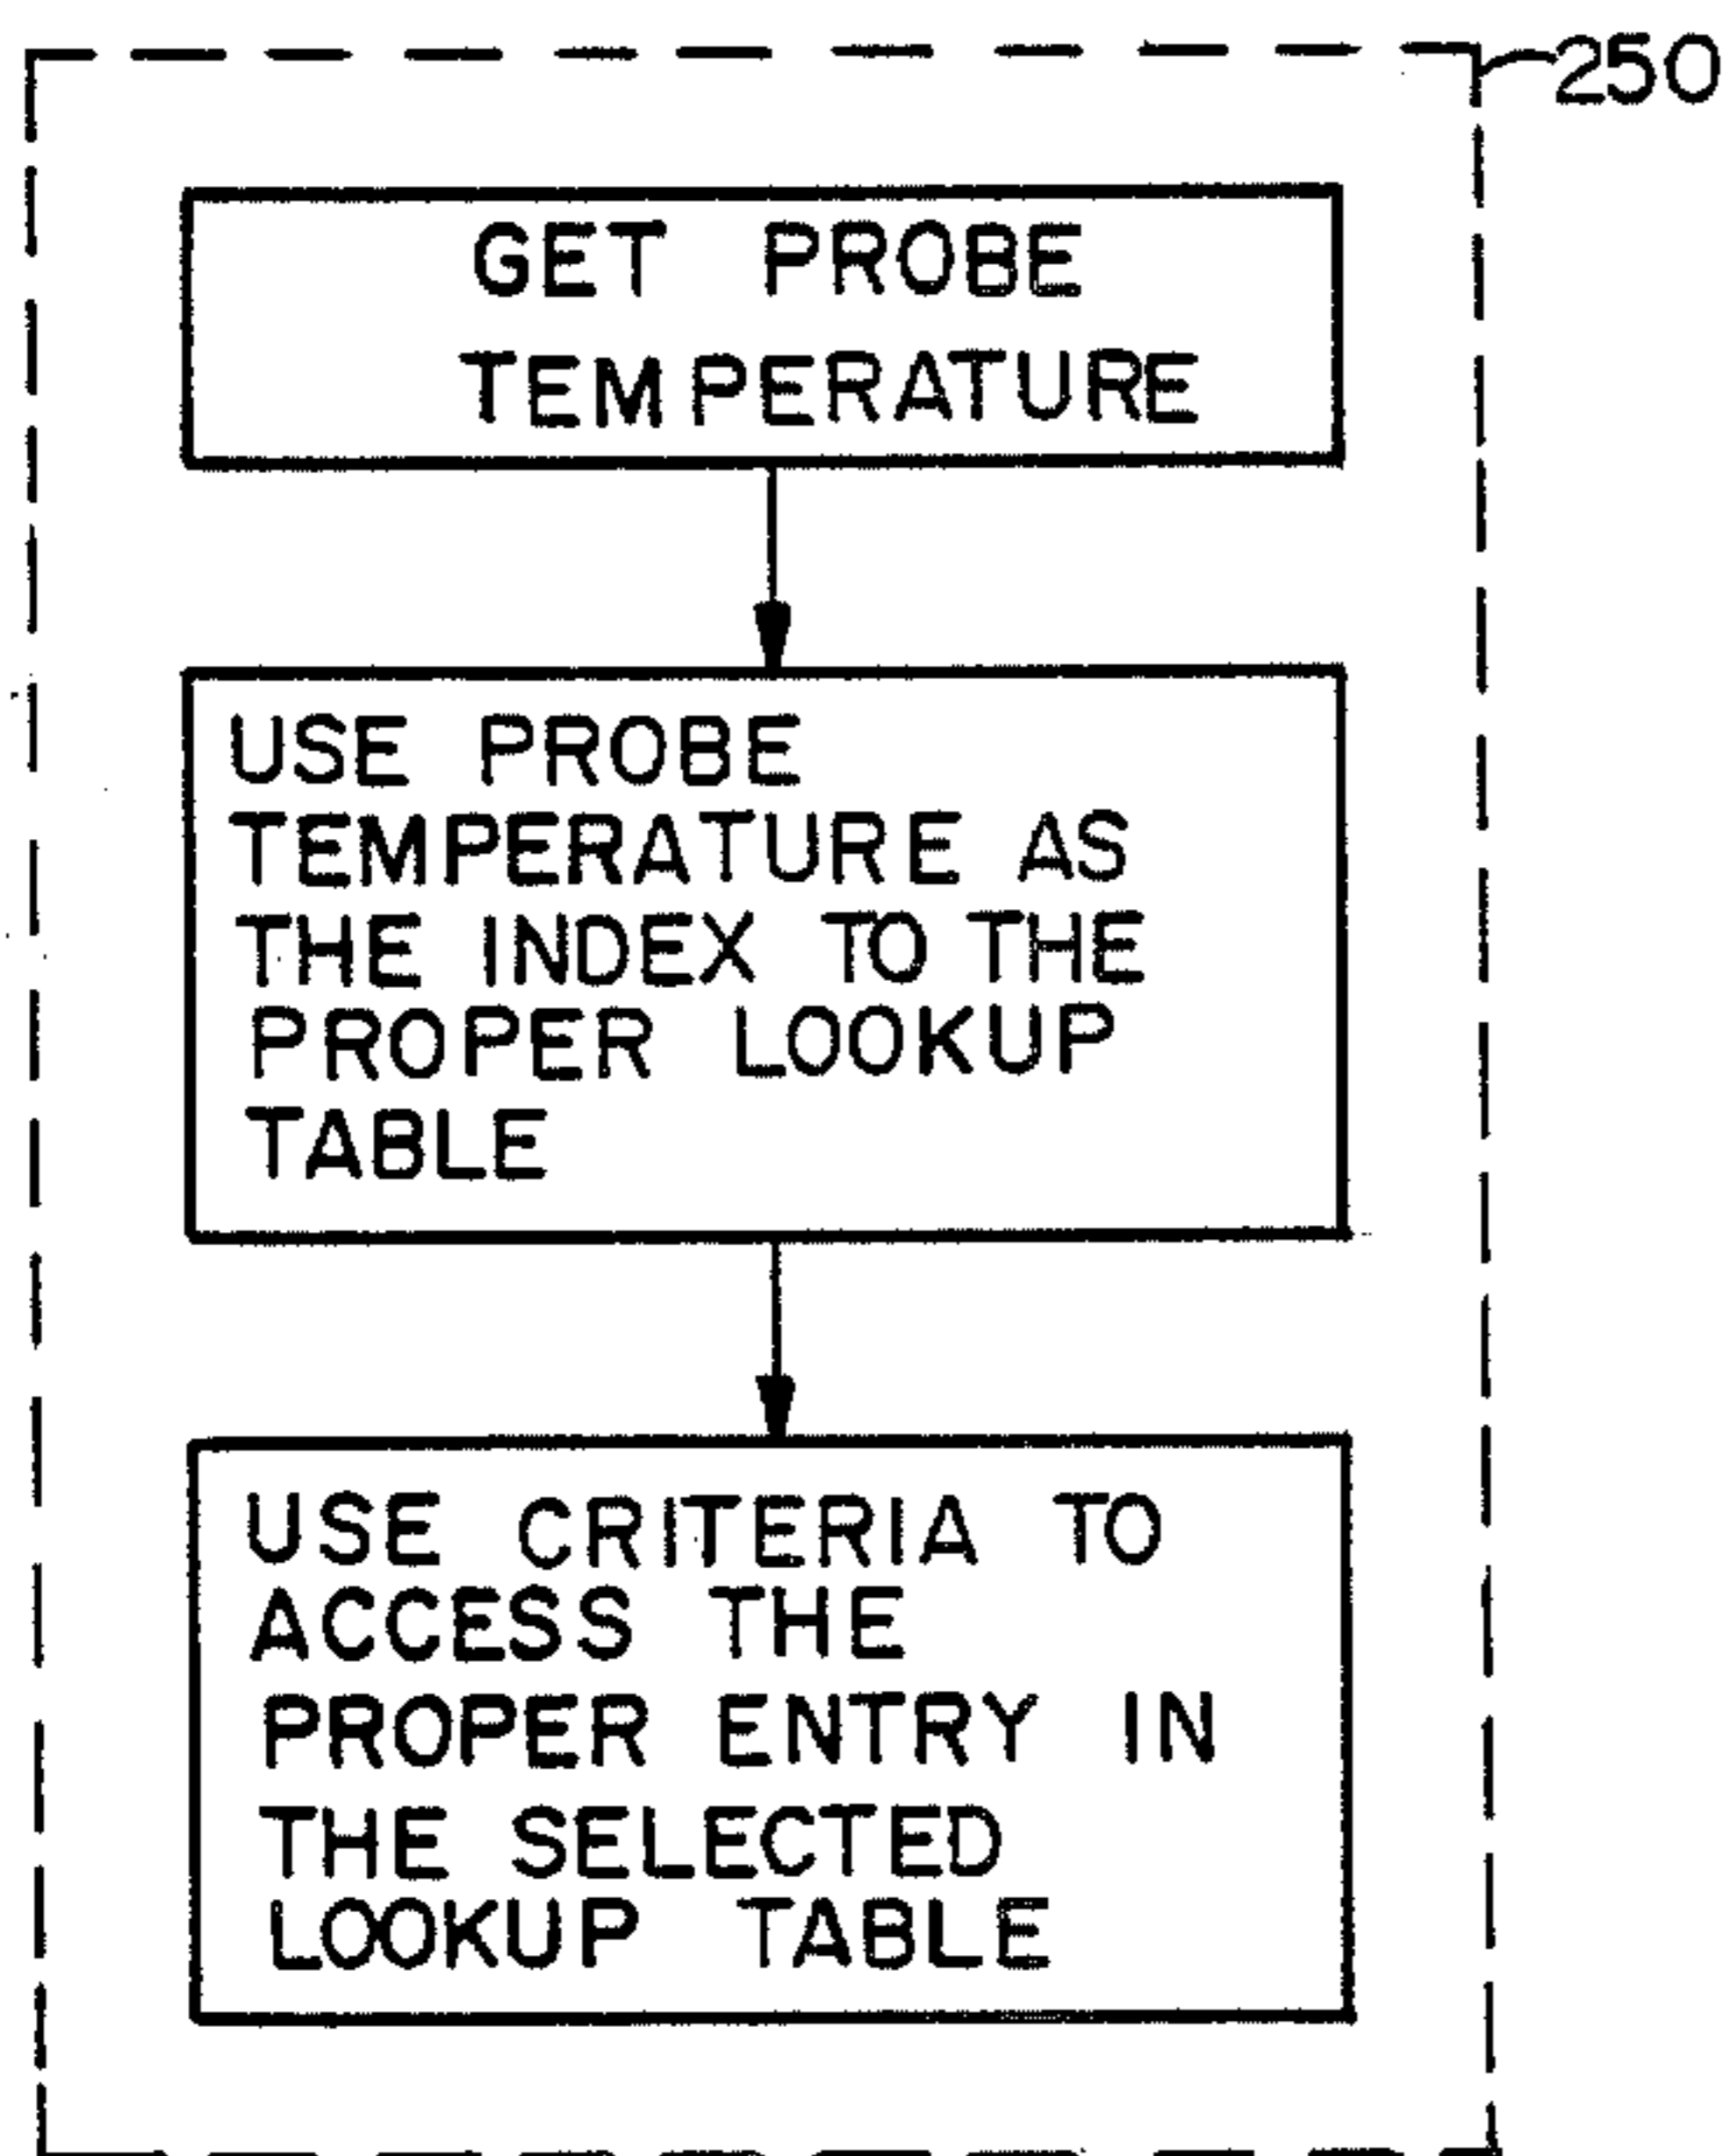 250
GET PROBE
TEMPERATURE
USE PROBE
TEMPERATURE AS
THE INDEX TO THE
PROPER LOOKUP
TABLE
USE CRITERIA TO
ACCESS THE
PROPER ENTRY IN
THE SELECTED
LOOKUP TABLE